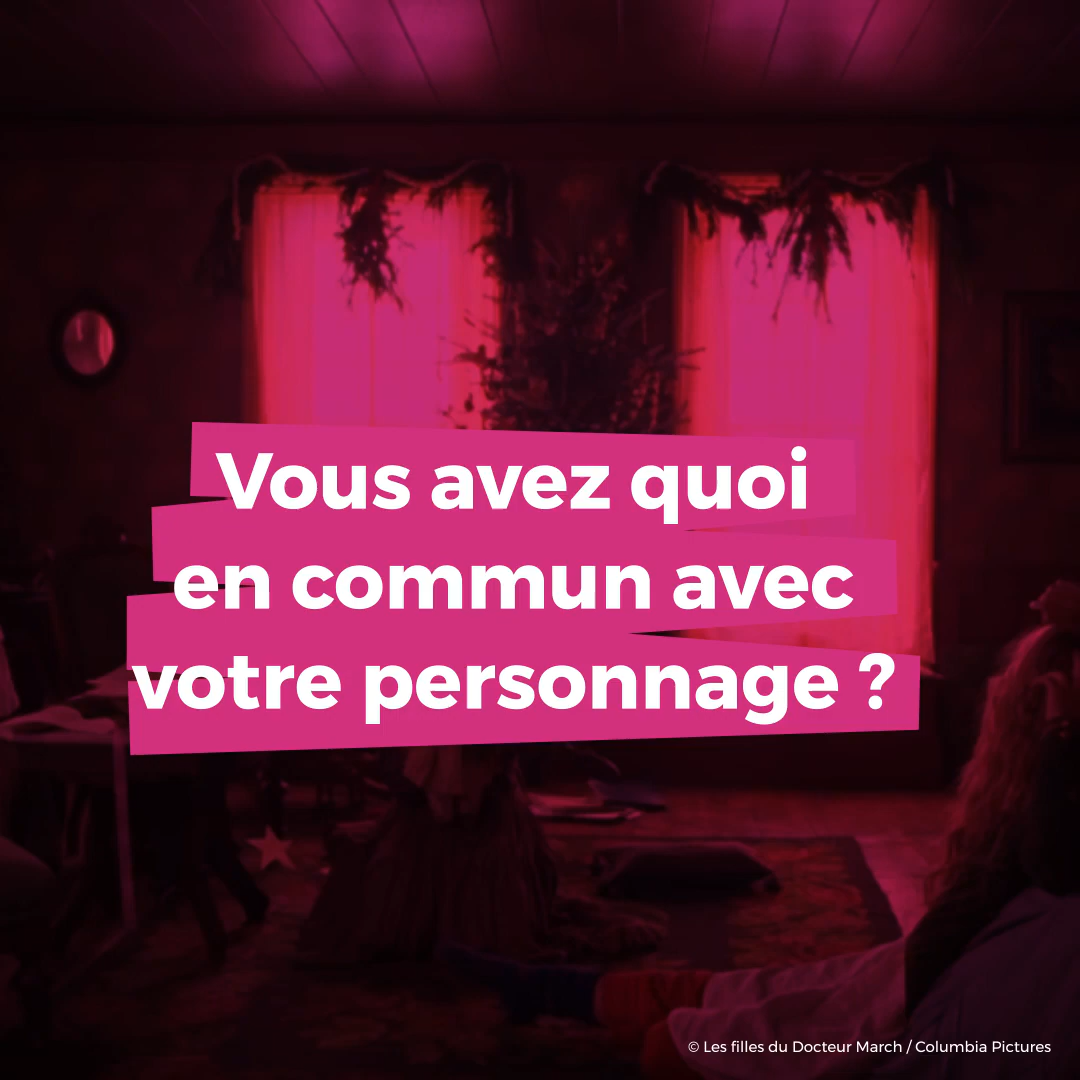 Vous avez quoi
en commun avec
votre personnage ?
© Les filles du Docteur March / Columbia Pictures